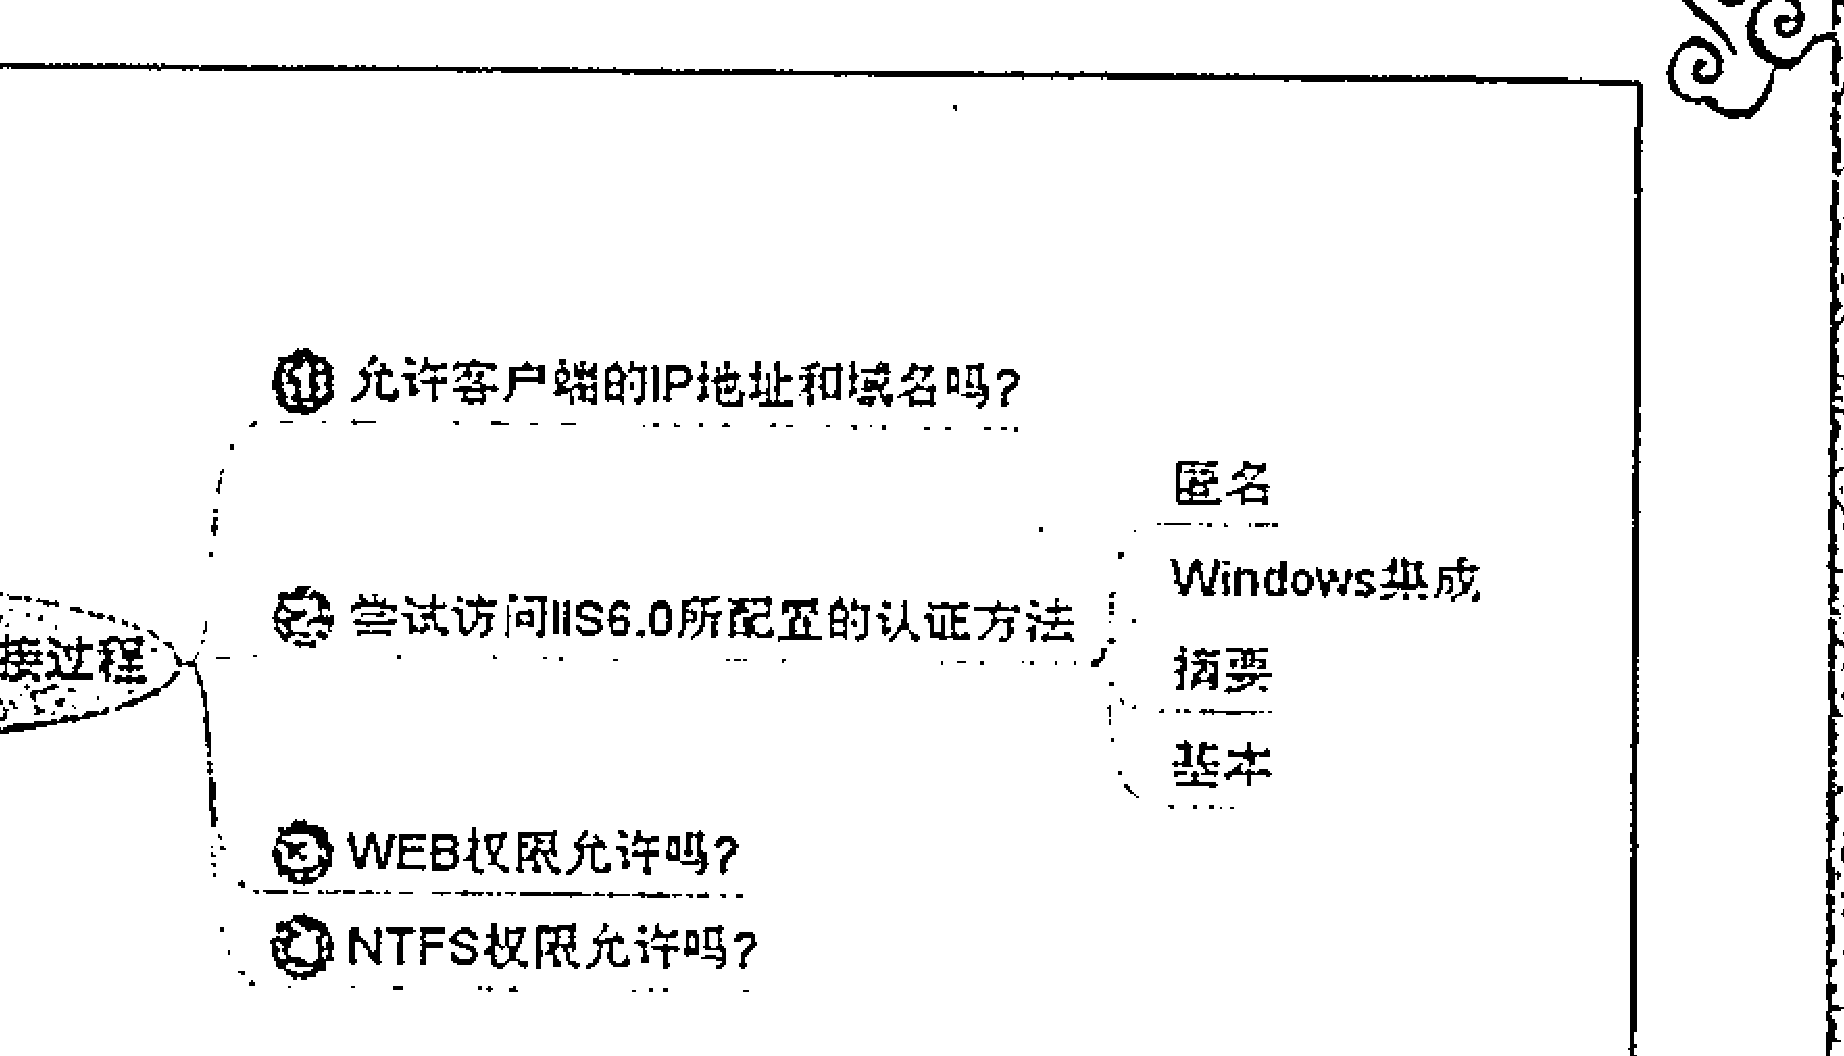 允许客户端的IP地址和域名吗?
匿名
Windows集成
尝试访问IIS6.0所配置的认证方法
接过程
摘要
基本
WEB权限允许吗?
NTFS权限允许吗?